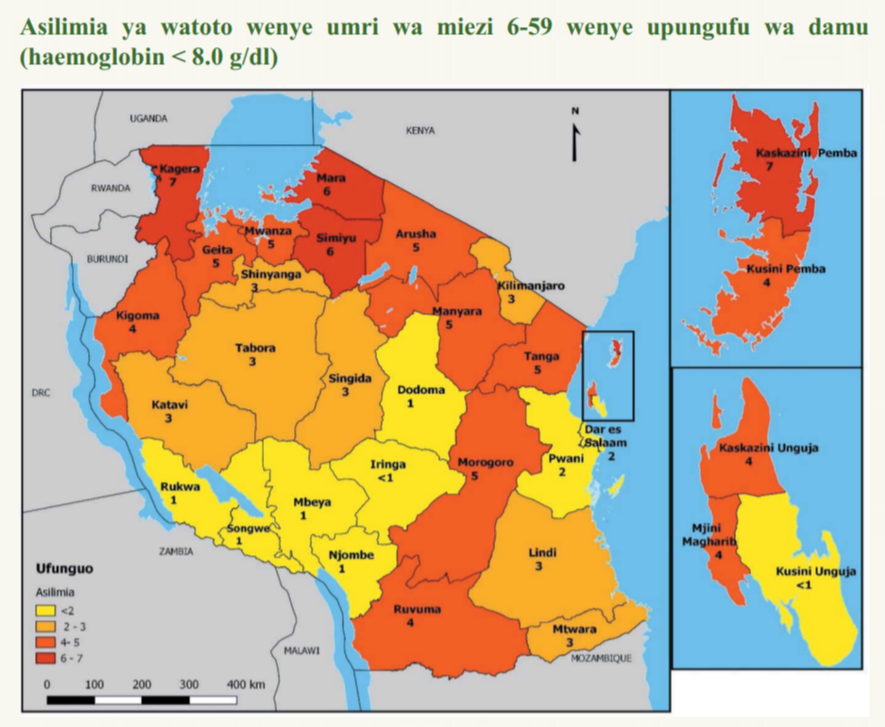 Asilimia ya watoto wenye umri wa miezi 6-59 wenye upungufu wa damu
(haemoglobin < 8.0 g/dl)
UGANDA
KENYA
N
RWANDA
BURUNDI
DRC
ZAMBIA
MALAWI
MOZAMBIQUE
Kagera
7
Mara
6
Mwanza
5
Simiyu
6
Arusha
5
Geita
5
Shinyanga
3
Kilimanjaro
3
Kigoma
4
Manyara
5
Tabora
3
Tanga
5
Singida
3
Dodoma
1
Katavi
3
Dar es
Salaam
2
Pwani
2
Iringa
<1
Morogoro
5
Rukwa
1
Mbeya
1
Songwe
1
Njombe
1
Lindi
3
Ruvuma
4
Mtwara
3
Ufunguo
Asilimia
<2
2 - 3
4- 5
6 - 7
0 100 200 300 400 km
Kaskazini Pemba
7
Kusini Pemba
4
Kaskazini Unguja
4
Mjini
Magharib
4
Kusini Unguja
<1